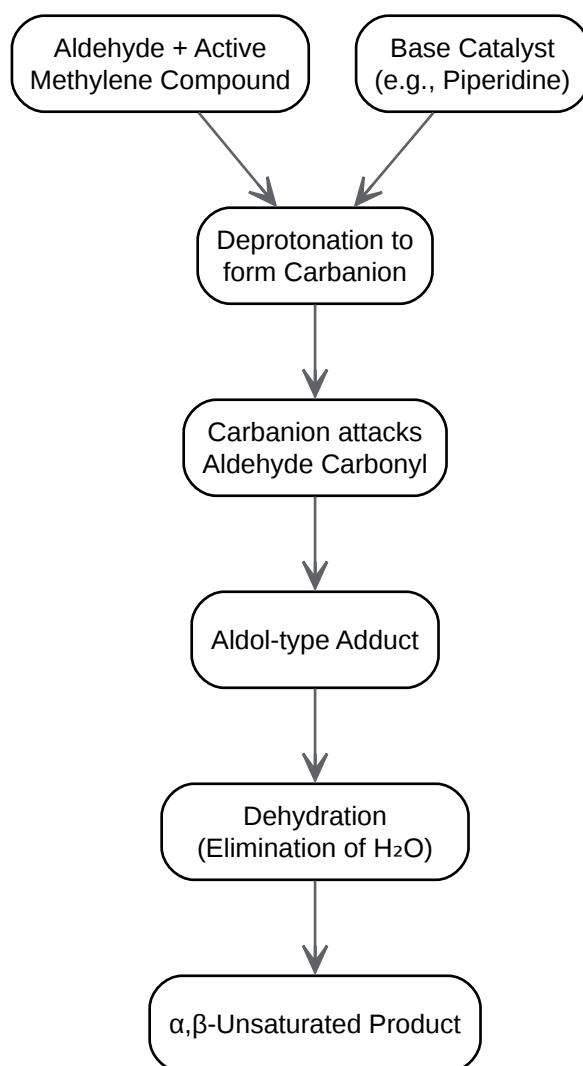 Aldehyde + Active
Methylene Compound
Base Catalyst
(e.g., Piperidine)
Deprotonation to
form Carbanion
Carbanion attacks
Aldehyde Carbonyl
Aldol-type Adduct
Dehydration
(Elimination of H₂O)
α,β-Unsaturated Product